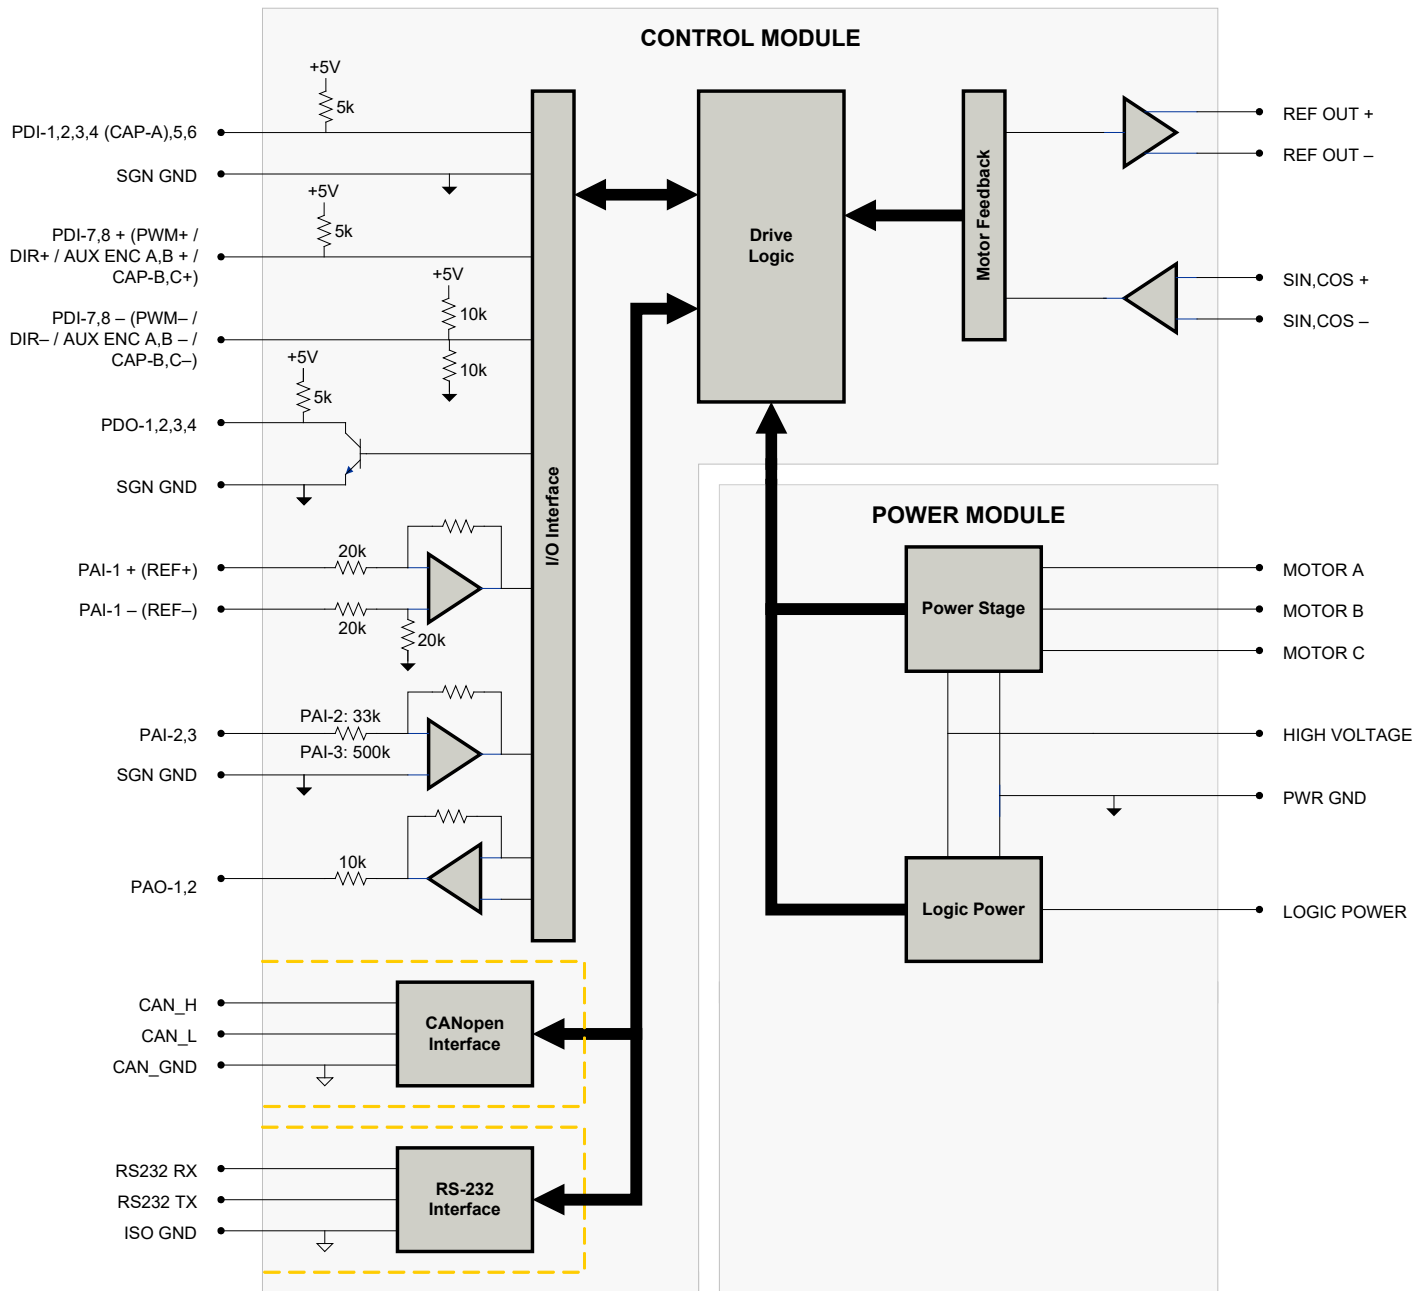 CONTROL MODULE
+5V
5k
PDI-1,2,3,4 (CAP-A),5,6
SGN GND
+5V
5k
PDI-7,8 + (PWM+ /
DIR+ / AUX ENC A,B + /
CAP-B,C+)
+5V
10k
PDI-7,8 – (PWM– /
DIR– / AUX ENC A,B – /
CAP-B,C–)
10k
+5V
5k
PDO-1,2,3,4
SGN GND
20k
PAI-1 + (REF+)
PAI-1 – (REF–)
20k
20k
PAI-2: 33k
PAI-2,3
PAI-3: 500k
SGN GND
10k
PAO-1,2
I/O Interface
Drive
Logic
Motor Feedback
REF OUT +
REF OUT –
SIN,COS +
SIN,COS –
POWER MODULE
Power Stage
MOTOR A
MOTOR B
MOTOR C
HIGH VOLTAGE
PWR GND
Logic Power
LOGIC POWER
CAN_H
CAN_L
CAN_GND
CANopen
Interface
RS232 RX
RS232 TX
ISO GND
RS-232
Interface